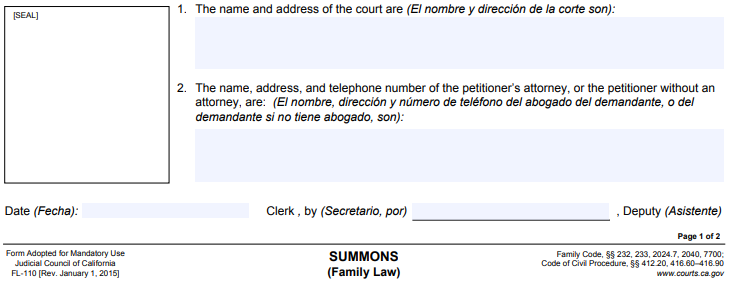 [SEAL]
1. The name and address of the court are (El nombre y dirección de la corte son):
2. The name, address, and telephone number of the petitioner's attorney, or the petitioner without an
attorney, are: (El nombre, dirección y número de teléfono del abogado del demandante, o del
demandante si no tiene abogado, son):
Date (Fecha): Clerk , by (Secretario, por) , Deputy (Asistente)
Page 1 of 2
Form Adopted for Mandatory Use
Judicial Council of California
FL-110 [Rev. January 1, 2015]
SUMMONS
(Family Law)
Family Code, §§ 232, 233, 2024.7, 2040, 7700;
Code of Civil Procedure, §§ 412.20, 416.60–416.90
www.courts.ca.gov